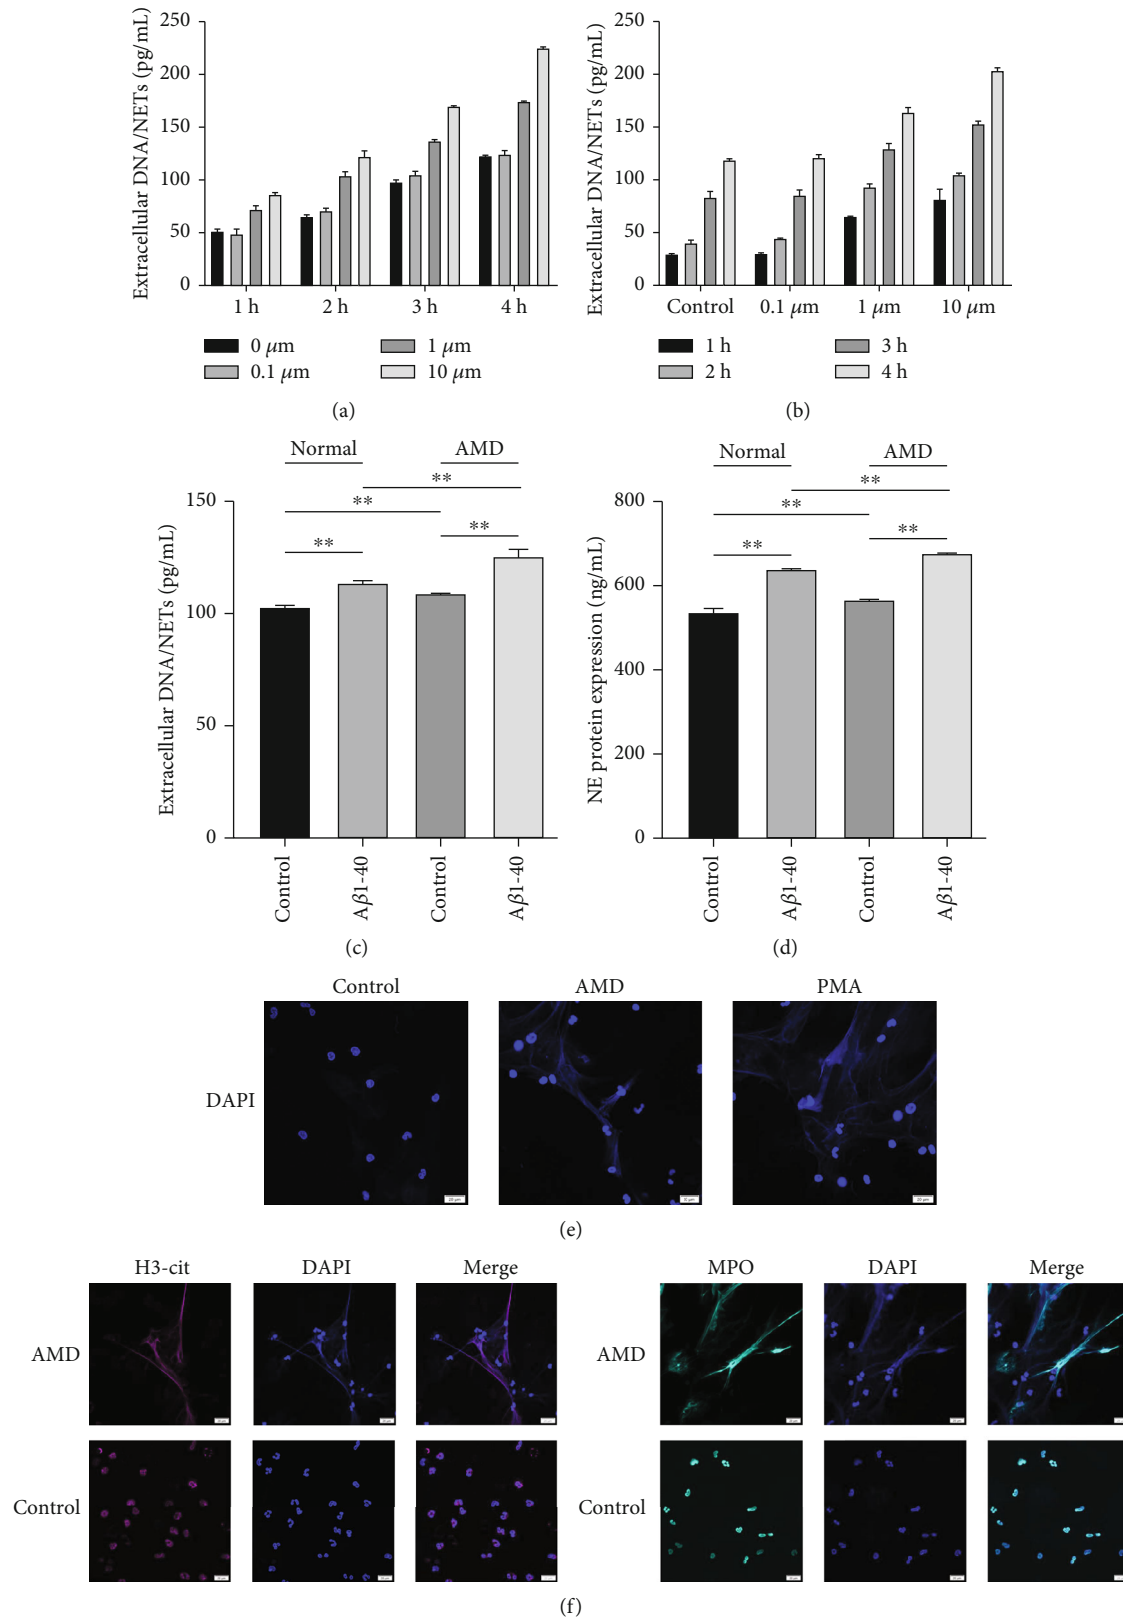 Extracellular DNA/NETs (pg/mL)
250
200
150
100
50
0
1 h
2 h
3 h
4 h
0 μm
1 μm
0.1 μm
10 μm
(a)
Extracellular DNA/NETs (pg/mL)
250
200
150
100
50
0
Control
0.1 μm
1 μm
10 μm
1 h
3 h
2 h
4 h
(b)
Normal
AMD
**
**
**
**
Extracellular DNA/NETs (pg/mL)
150
100
50
0
Control
Aβ1-40
Control
Aβ1-40
(c)
Normal
AMD
**
**
**
**
NE protein expression (ng/mL)
800
600
400
200
0
Control
Aβ1-40
Control
Aβ1-40
(d)
Control
AMD
PMA
DAPI
20 μm
20 μm
(e)
H3-cit
DAPI
Merge
AMD
Control
MPO
DAPI
Merge
AMD
Control
(f)